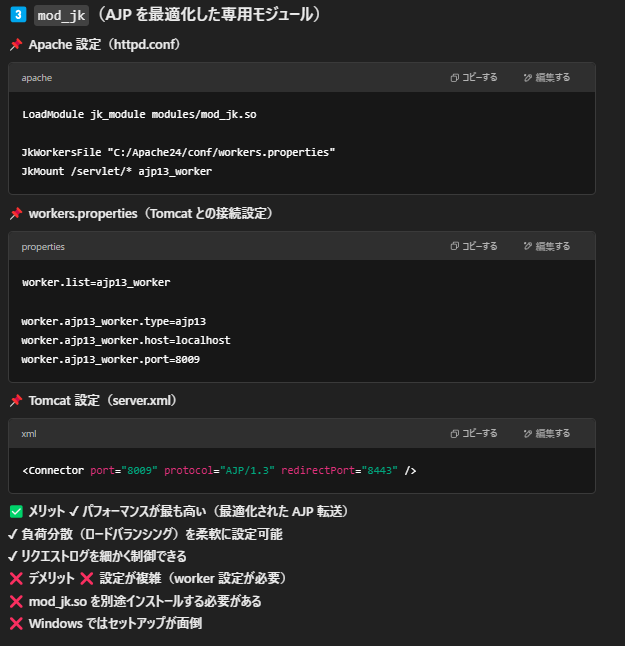 3 mod_jk（AJP を最適化した専用モジュール）
📌 Apache 設定（httpd.conf）
apache コピーする 編集する
LoadModule jk_module modules/mod_jk.so
JkWorkersFile "C:/Apache24/conf/workers.properties"
JkMount /servlet/* ajp13_worker
📌 workers.properties（Tomcat との接続設定）
properties コピーする 編集する
worker.list=ajp13_worker
worker.ajp13_worker.type=ajp13
worker.ajp13_worker.host=localhost
worker.ajp13_worker.port=8009
📌 Tomcat 設定（server.xml）
xml コピーする 編集する
<Connector port="8009" protocol="AJP/1.3" redirectPort="8443" />
✅ メリット ✔ パフォーマンスが最も高い（最適化された AJP 転送）
✔ 負荷分散（ロードバランシング）を柔軟に設定可能
✔ リクエストログを細かく制御できる
❌ デメリット ❌ 設定が複雑（worker 設定が必要）
❌ mod_jk.so を別途インストールする必要がある
❌ Windows ではセットアップが面倒